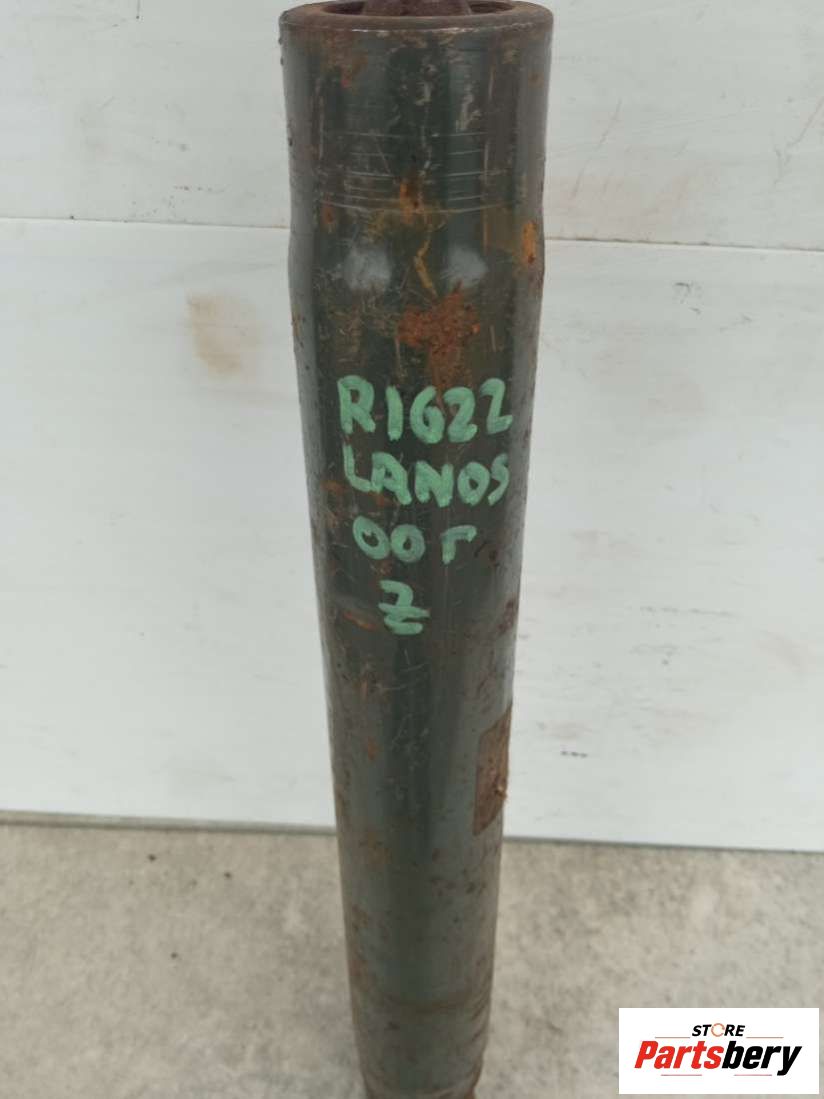 R1622
LANOS
00г
Z
STORE
Partsbery